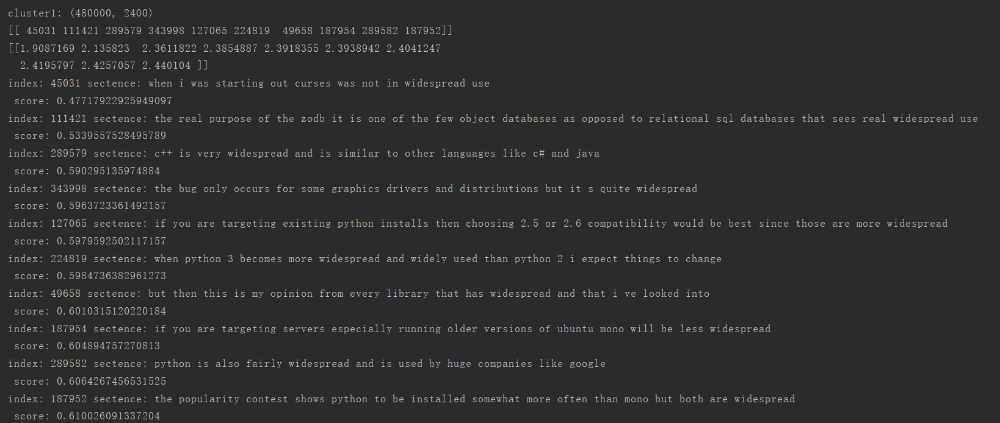 cluster1: (480000, 2400)
[[ 45031 111421 289579 343998 127065 224819  49658 187954 289582 187952]]
[[1.9087169 2.135823  2.3611822 2.3854887 2.3918355 2.3938942 2.4041247
  2.4195797 2.4257057 2.440104 ]]
index: 45031 sectence: when i was starting out curses was not in widespread use
 score: 0.47717922925949097
index: 111421 sectence: the real purpose of the zodb it is one of the few object databases as opposed to relational sql databases that sees real widespread use
 score: 0.5339557528495789
index: 289579 sectence: c++ is very widespread and is similar to other languages like c# and java
 score: 0.590295135974884
index: 343998 sectence: the bug only occurs for some graphics drivers and distributions but it s quite widespread
 score: 0.5963723361492157
index: 127065 sectence: if you are targeting existing python installs then choosing 2.5 or 2.6 compatibility would be best since those are more widespread
 score: 0.5979592502117157
index: 224819 sectence: when python 3 becomes more widespread and widely used than python 2 i expect things to change
 score: 0.5984736382961273
index: 49658 sectence: but then this is my opinion from every library that has widespread and that i ve looked into
 score: 0.6010315120220184
index: 187954 sectence: if you are targeting servers especially running older versions of ubuntu mono will be less widespread
 score: 0.604894757270813
index: 289582 sectence: python is also fairly widespread and is used by huge companies like google
 score: 0.6064267456531525
index: 187952 sectence: the popularity contest shows python to be installed somewhat more often than mono but both are widespread
 score: 0.610026091337204